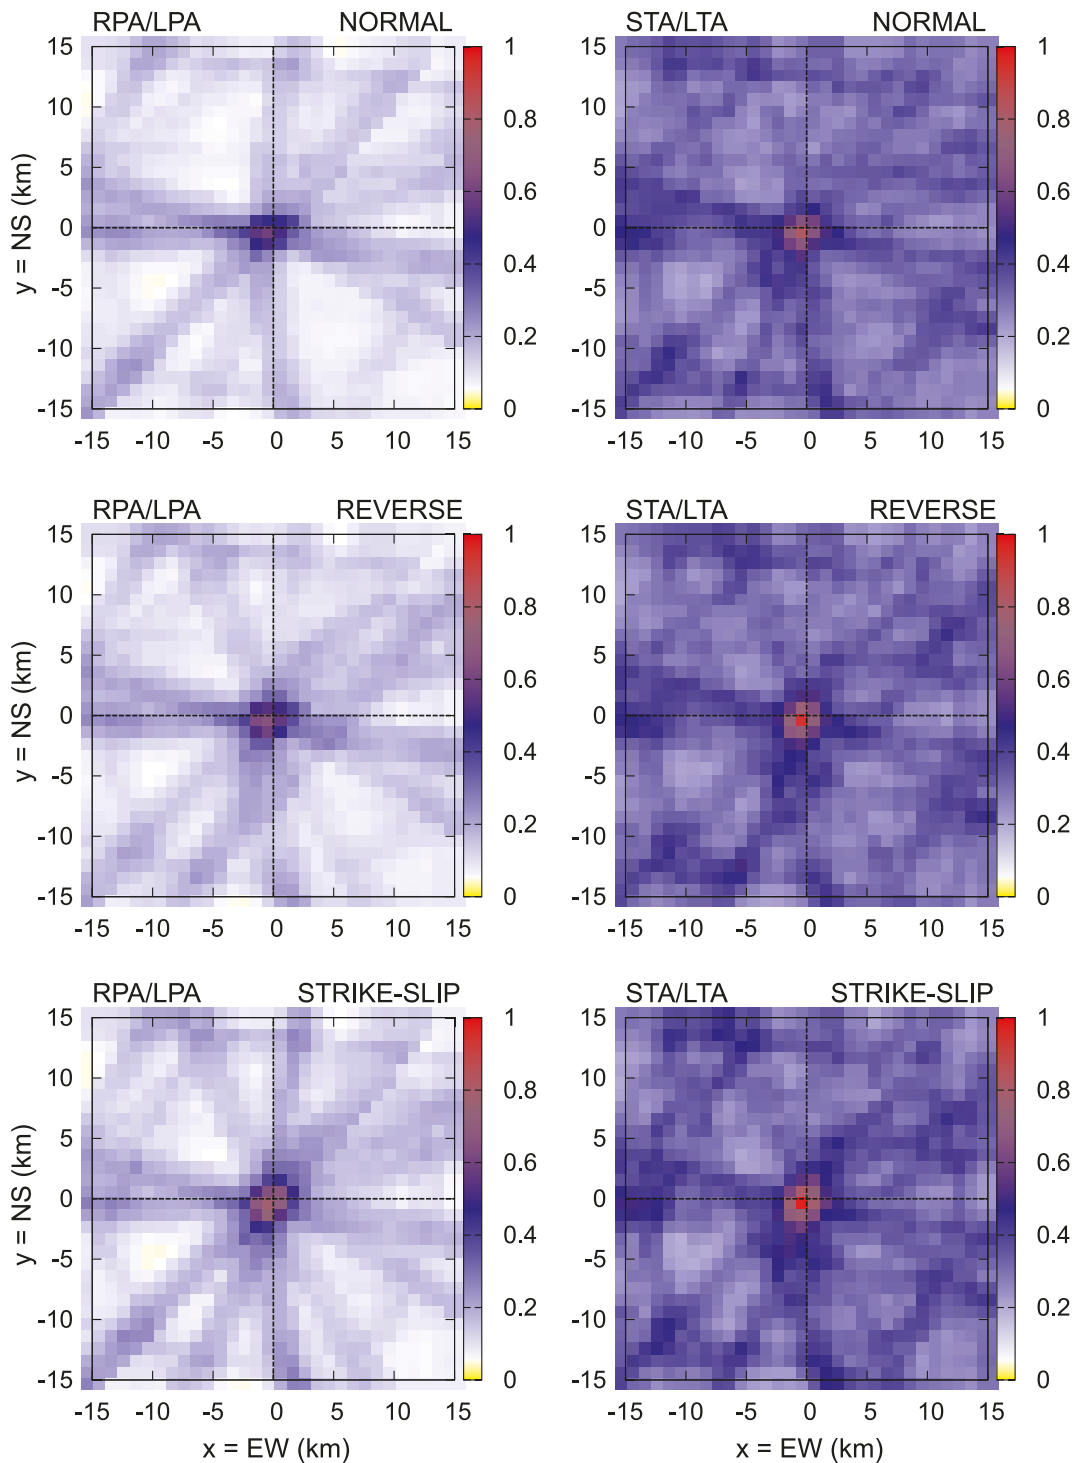 RPA/LPA NORMAL STA/LTA NORMAL
15 1 15 1
10 0.8 10 0.8
5 0.6 5 0.6
0 0
y = NS (km)
0.4 0.4
-5 -5
0.2 0.2
-10 -10
-15 0 -15 0
-15 -10 -5 0 5 10 15 -15 -10 -5 0 5 10 15
RPA/LPA REVERSE STA/LTA REVERSE
15 1 15 1
10 0.8 10 0.8
5 0.6 5 0.6
0 0
y = NS (km)
0.4 0.4
-5 -5
0.2 0.2
-10 -10
-15 0 -15 0
-15 -10 -5 0 5 10 15 -15 -10 -5 0 5 10 15
RPA/LPA STRIKE-SLIP STA/LTA STRIKE-SLIP
15 1 15 1
10 0.8 10 0.8
5 0.6 5 0.6
0 0
y = NS (km)
0.4 0.4
-5 -5
0.2 0.2
-10 -10
-15 0 -15 0
-15 -10 -5 0 5 10 15 -15 -10 -5 0 5 10 15
x = EW (km) x = EW (km)